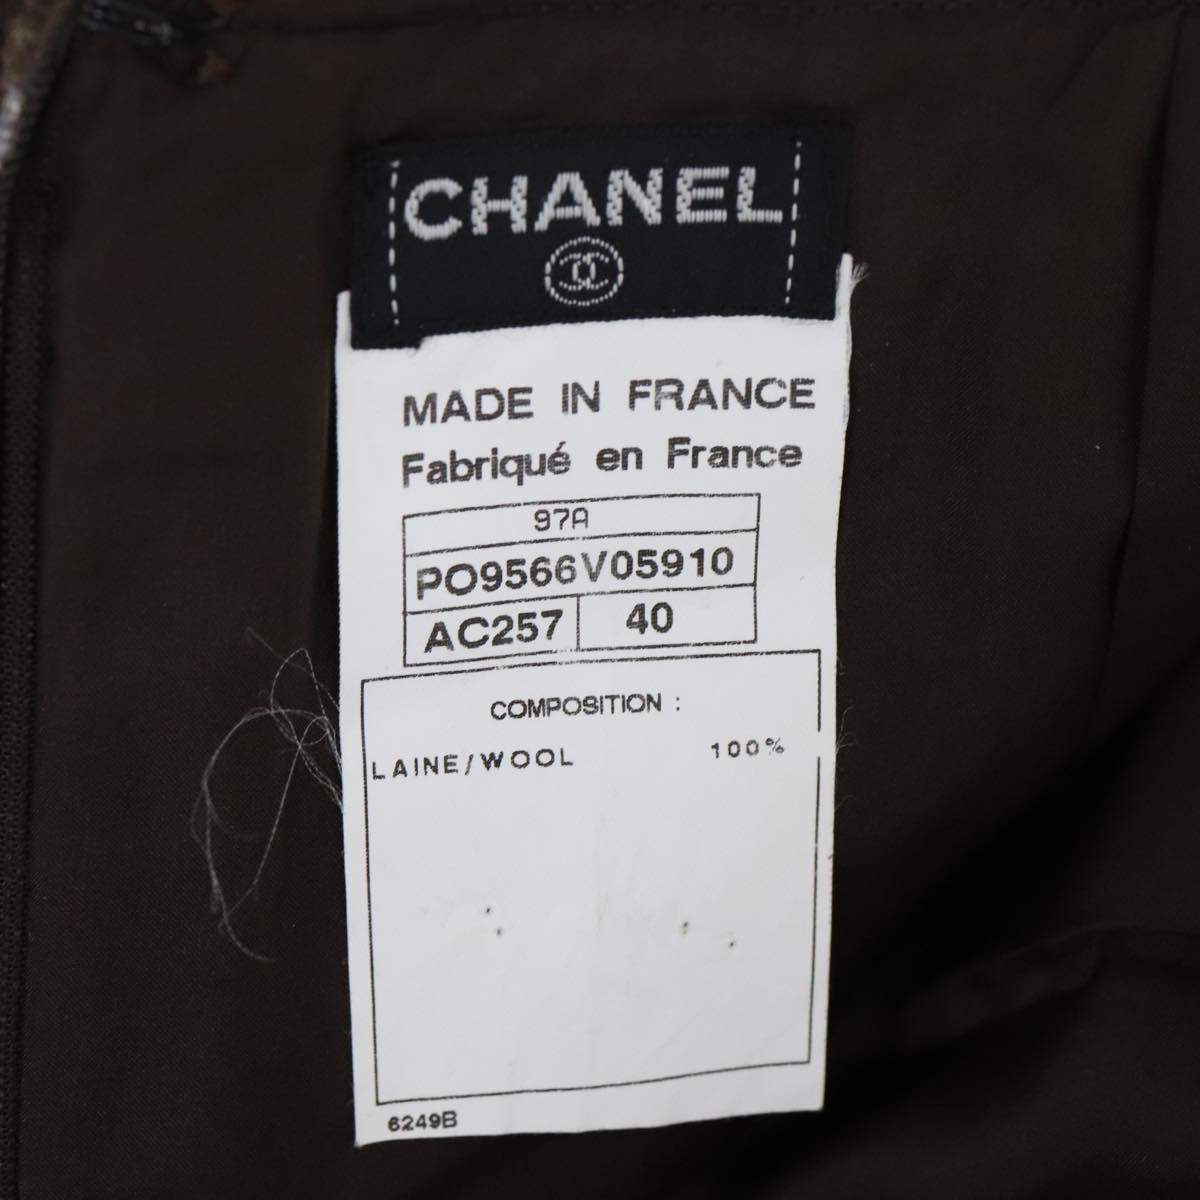 CHANEL
MADE IN FRANCE
Fabriqué en France
97A
PO9566V05910
AC257 40
COMPOSITION :
LAINE/WOOL 100%
6249B